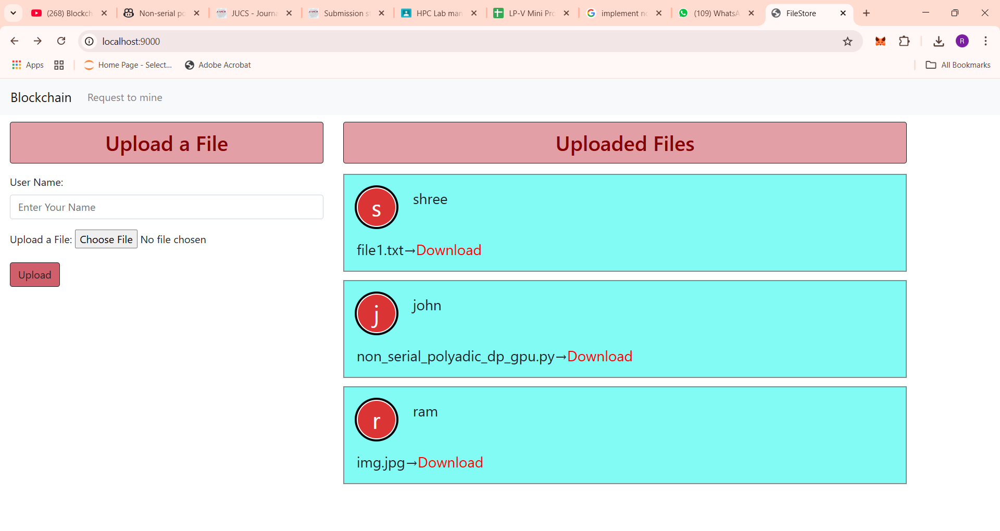 (268) Blockch
Non-serial po
JUCS - Journa
Submission st
HPC Lab man
LP-V Mini Pro
implement no
(109) WhatsA
FileStore
localhost:9000
R
Apps
Home Page - Select...
Adobe Acrobat
All Bookmarks
Blockchain
Request to mine
Upload a File
User Name:
Enter Your Name
Upload a File: Choose File No file chosen
Upload
Uploaded Files
s
shree
file1.txt→Download
j
john
non_serial_polyadic_dp_gpu.py→Download
r
ram
img.jpg→Download